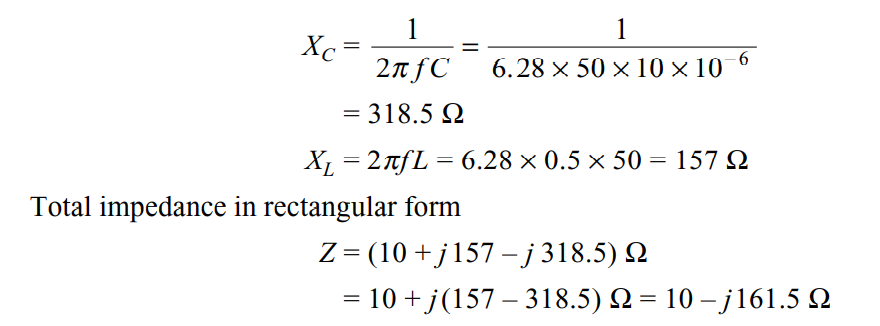 X_C = 1 / 2πfC = 1 / 6.28 × 50 × 10 × 10^–6
= 318.5 Ω
X_L = 2πfL = 6.28 × 0.5 × 50 = 157 Ω
Total impedance in rectangular form
Z = (10 + j157 – j 318.5) Ω
= 10 + j(157 – 318.5) Ω = 10 – j161.5 Ω